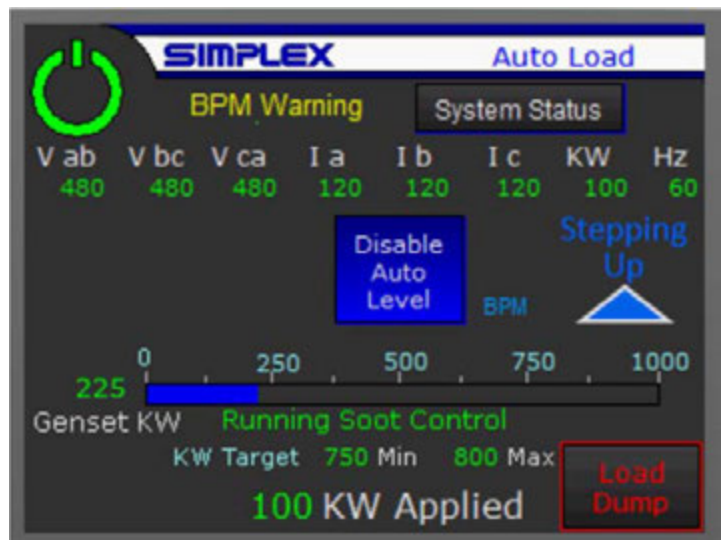 SIMPLEX Auto Load
BPM Warning System Status
V ab V bc V ca I a I b I c KW Hz
480 480 480 120 120 120 100 60
Disable
Auto
Level
BPM
Stepping
Up
0 250 500 750 1000
225
Genset KW Running Soot Control
KW Target 750 Min 800 Max
100 KW Applied
Load
Dump